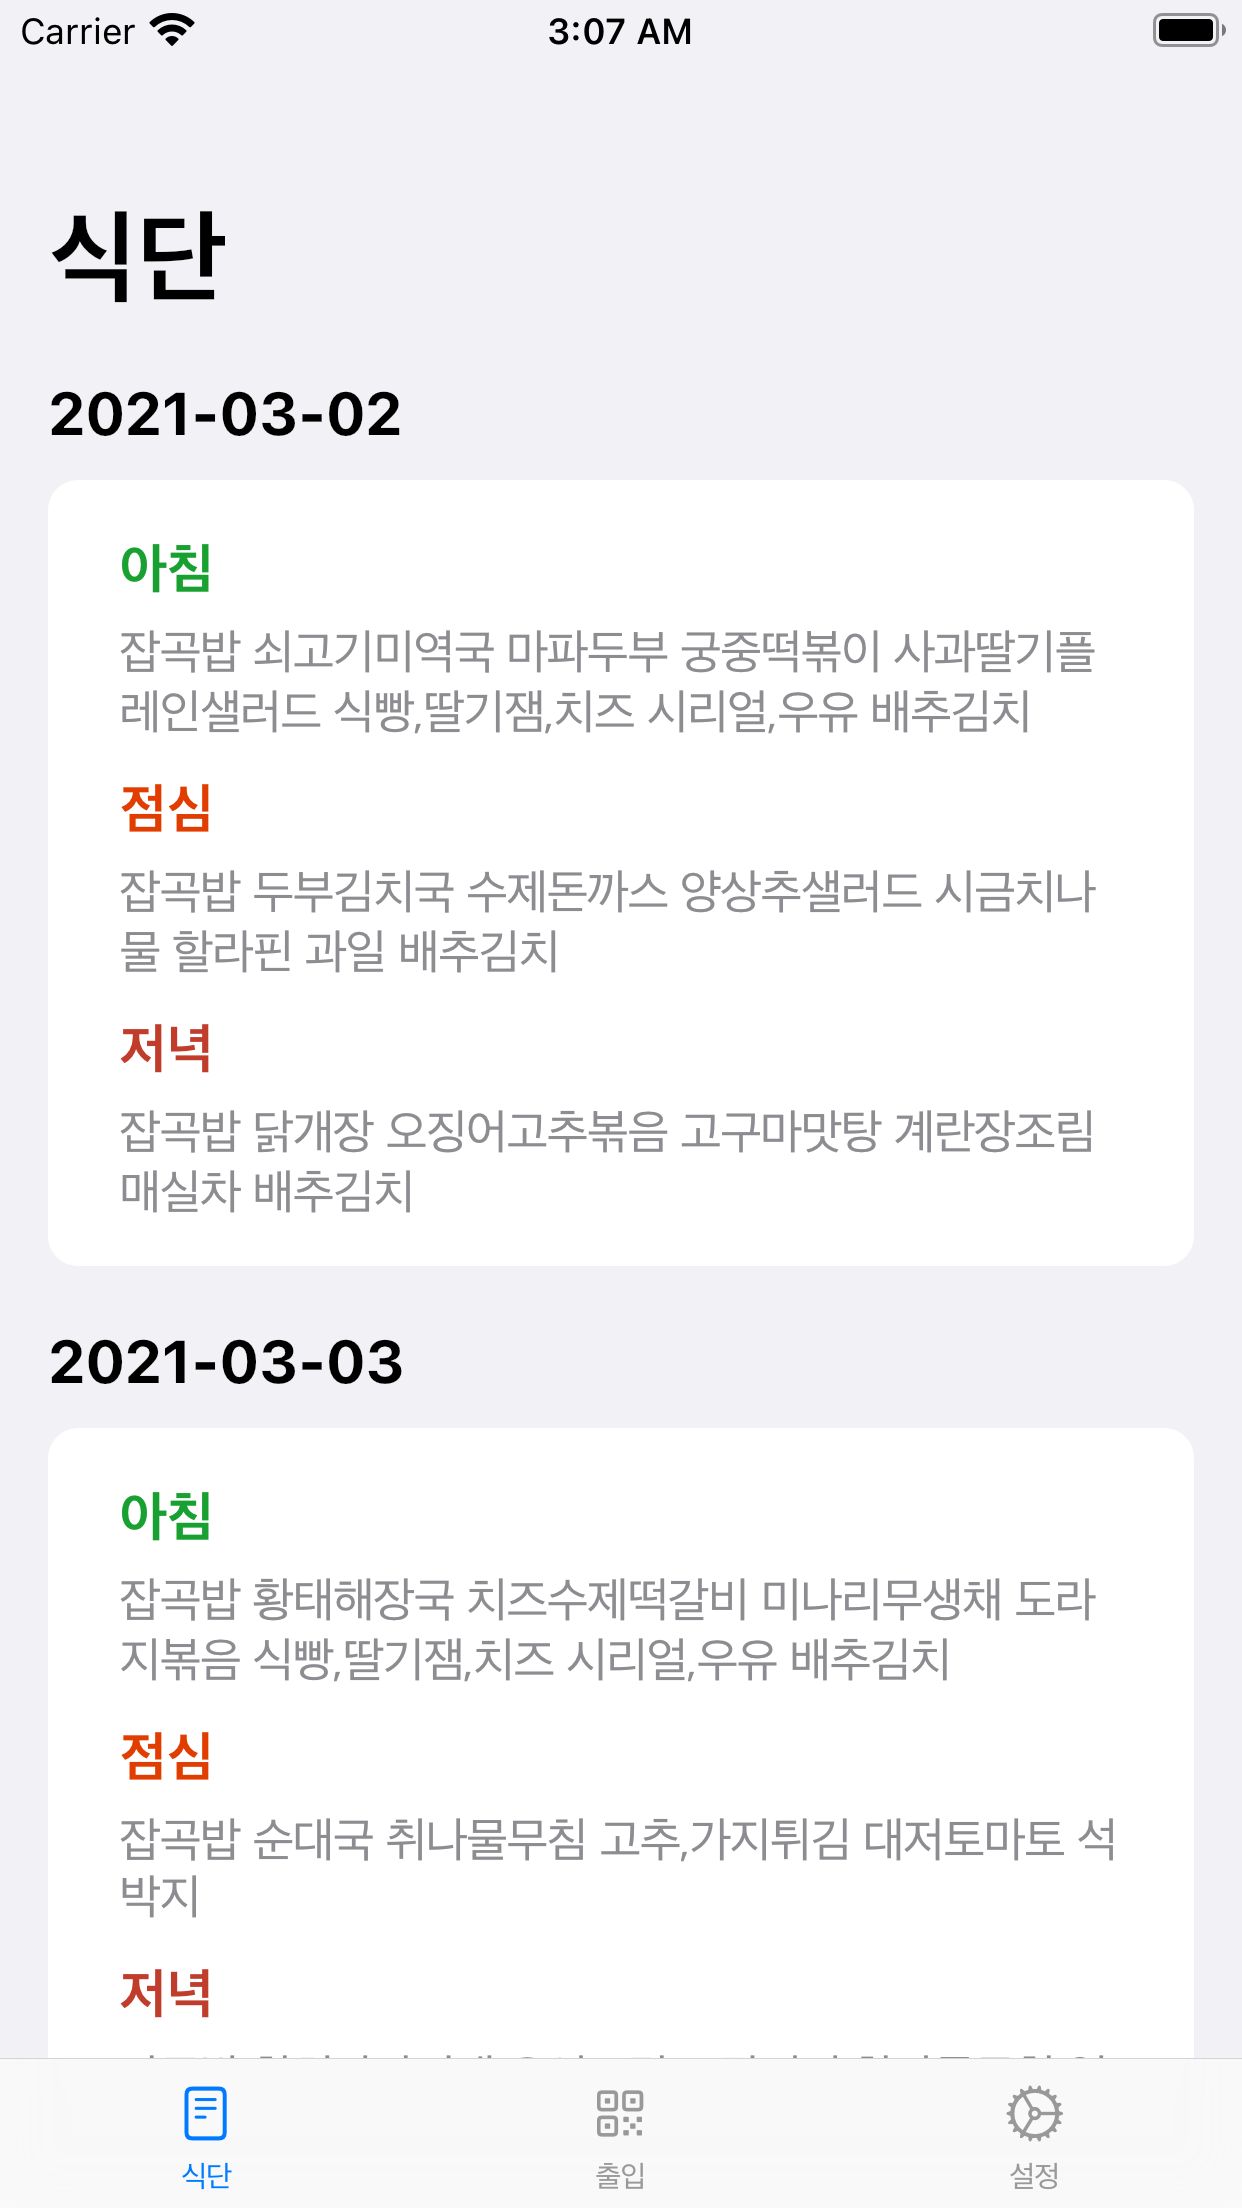 Carrier 3:07 AM
식단
2021-03-02
아침
잡곡밥 쇠고기미역국 마파두부 궁중떡볶이 사과딸기플
레인샐러드 식빵,딸기잼,치즈 시리얼,우유 배추김치
점심
잡곡밥 두부김치국 수제돈까스 양상추샐러드 시금치나
물 할라핀 과일 배추김치
저녁
잡곡밥 닭개장 오징어고추볶음 고구마맛탕 계란장조림
매실차 배추김치
2021-03-03
아침
잡곡밥 황태해장국 치즈수제떡갈비 미나리무생채 도라
지볶음 식빵,딸기잼,치즈 시리얼,우유 배추김치
점심
잡곡밥 순대국 취나물무침 고추,가지튀김 대저토마토 석
박지
저녁
식단 출입 설정